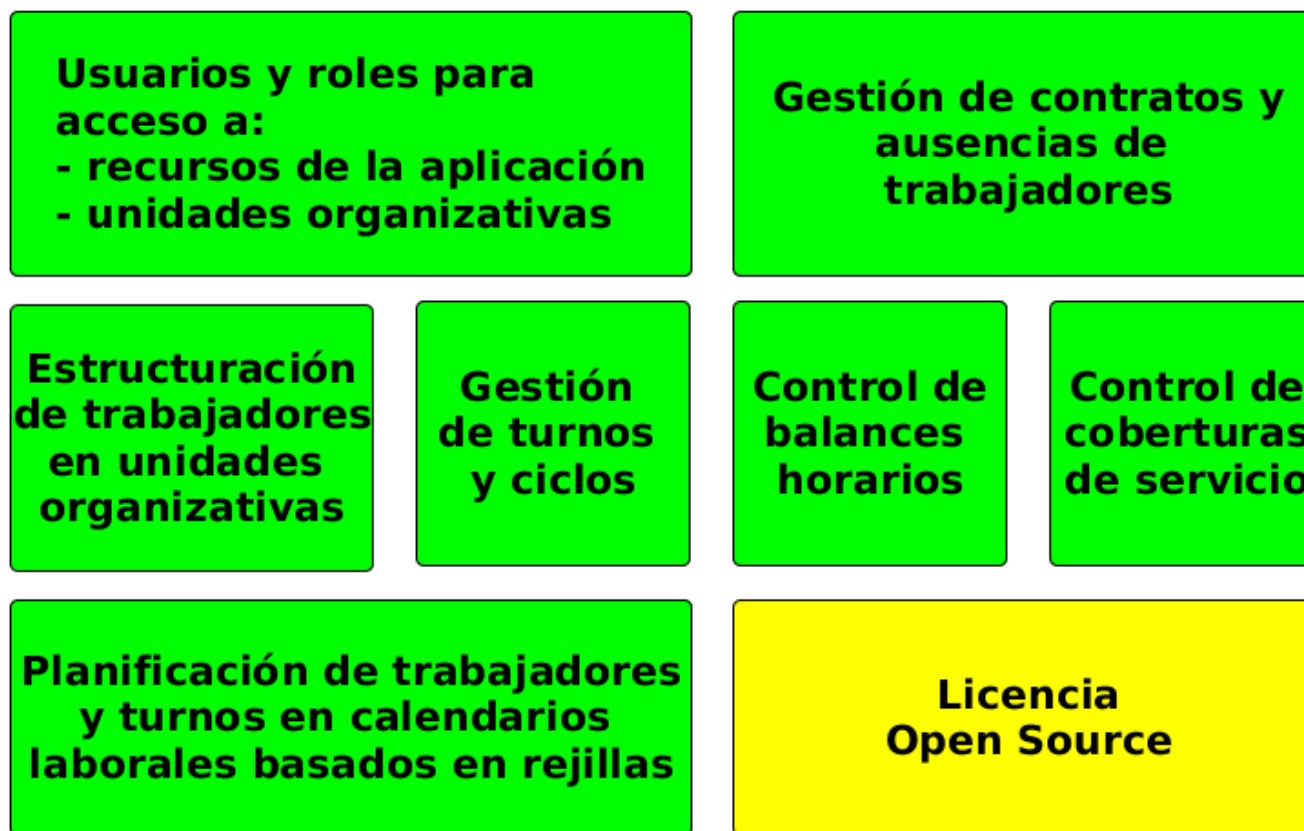 Usuarios y roles para
acceso a:
- recursos de la aplicación
- unidades organizativas
Gestión de contratos y
ausencias de
trabajadores
Estructuración
de trabajadores
en unidades
organizativas
Gestión
de turnos
y ciclos
Control de
balances
horarios
Control de
coberturas
de servicio
Planificación de trabajadores
y turnos en calendarios
laborales basados en rejillas
Licencia
Open Source